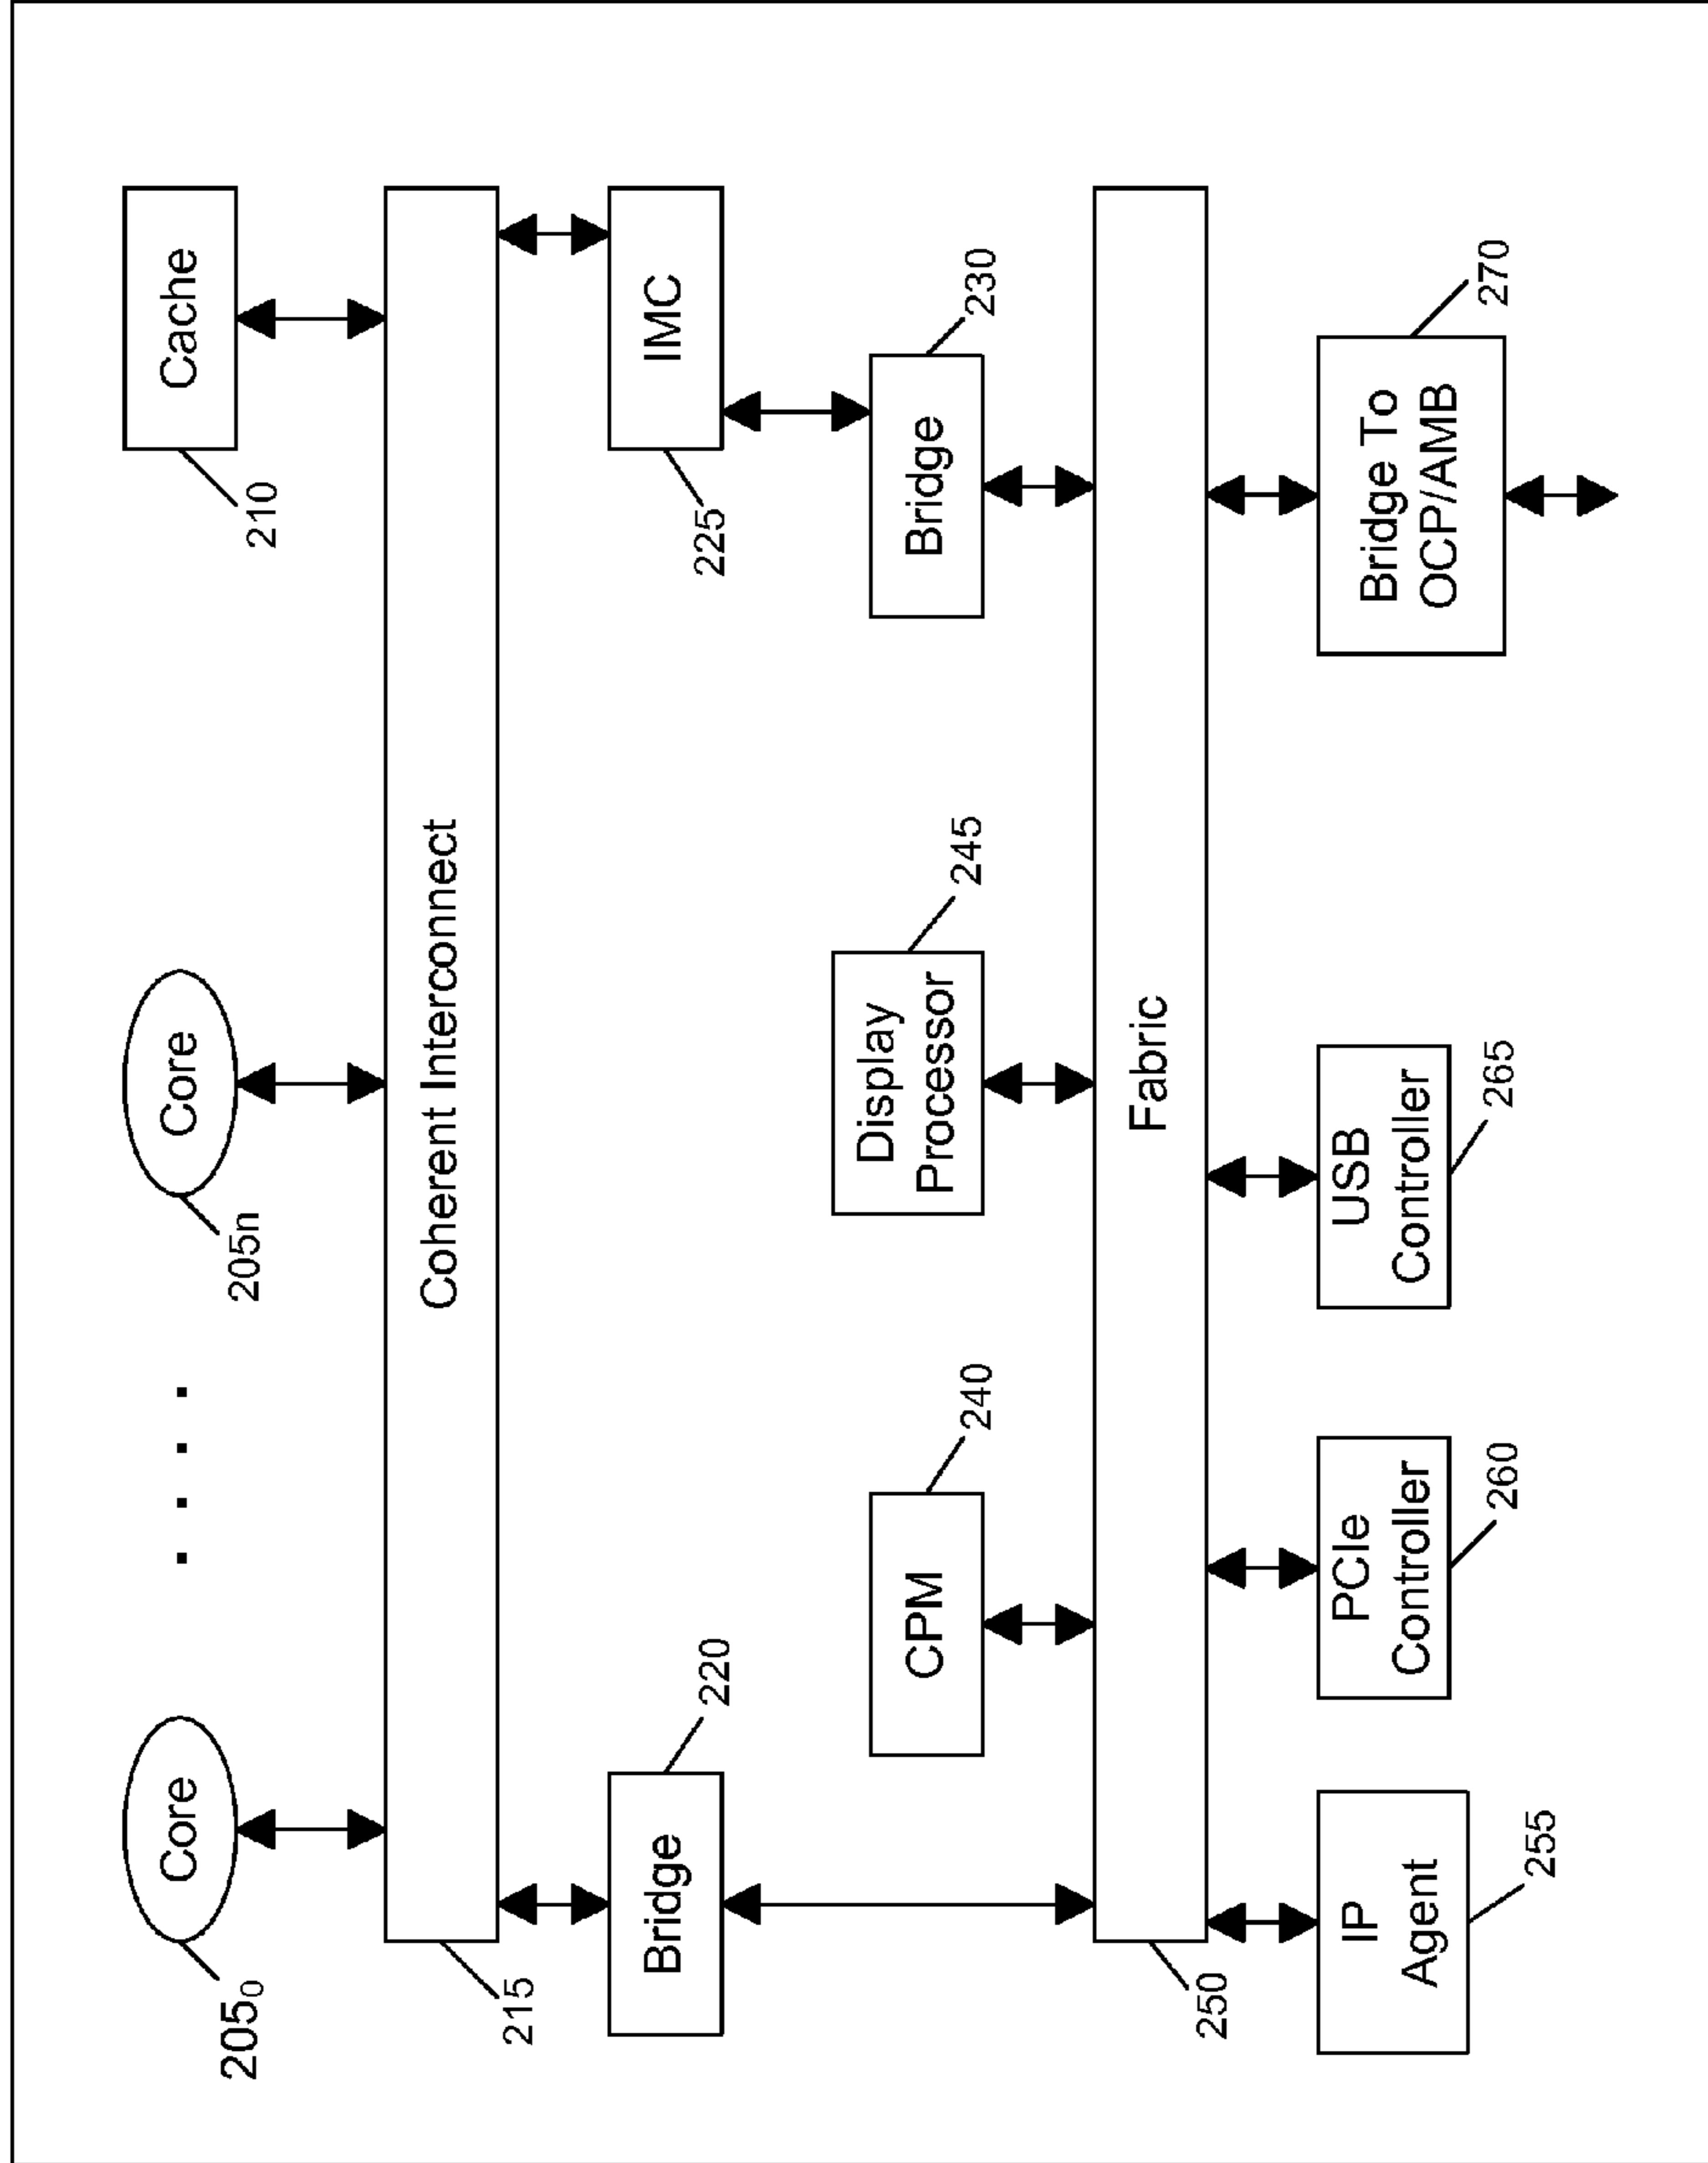 Core
Core
Cache
205₀
205n
210
Coherent Interconnect
215
Bridge
220
IMC
225
CPM
240
Display
Processor
245
Bridge
230
Fabric
250
IP
Agent
255
PCIe
Controller
260
USB
Controller
265
Bridge To
OCP/AMB
270